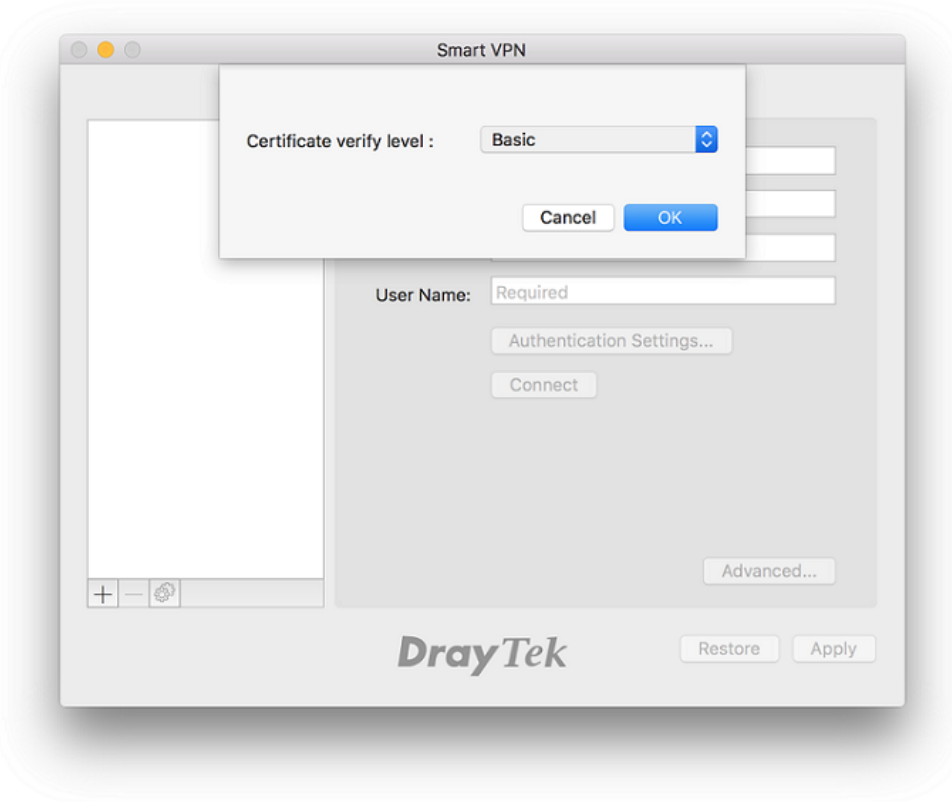 Smart VPN
Certificate verify level :
Basic
Cancel
OK
User Name:
Required
Authentication Settings...
Connect
Advanced...
DrayTek
Restore
Apply